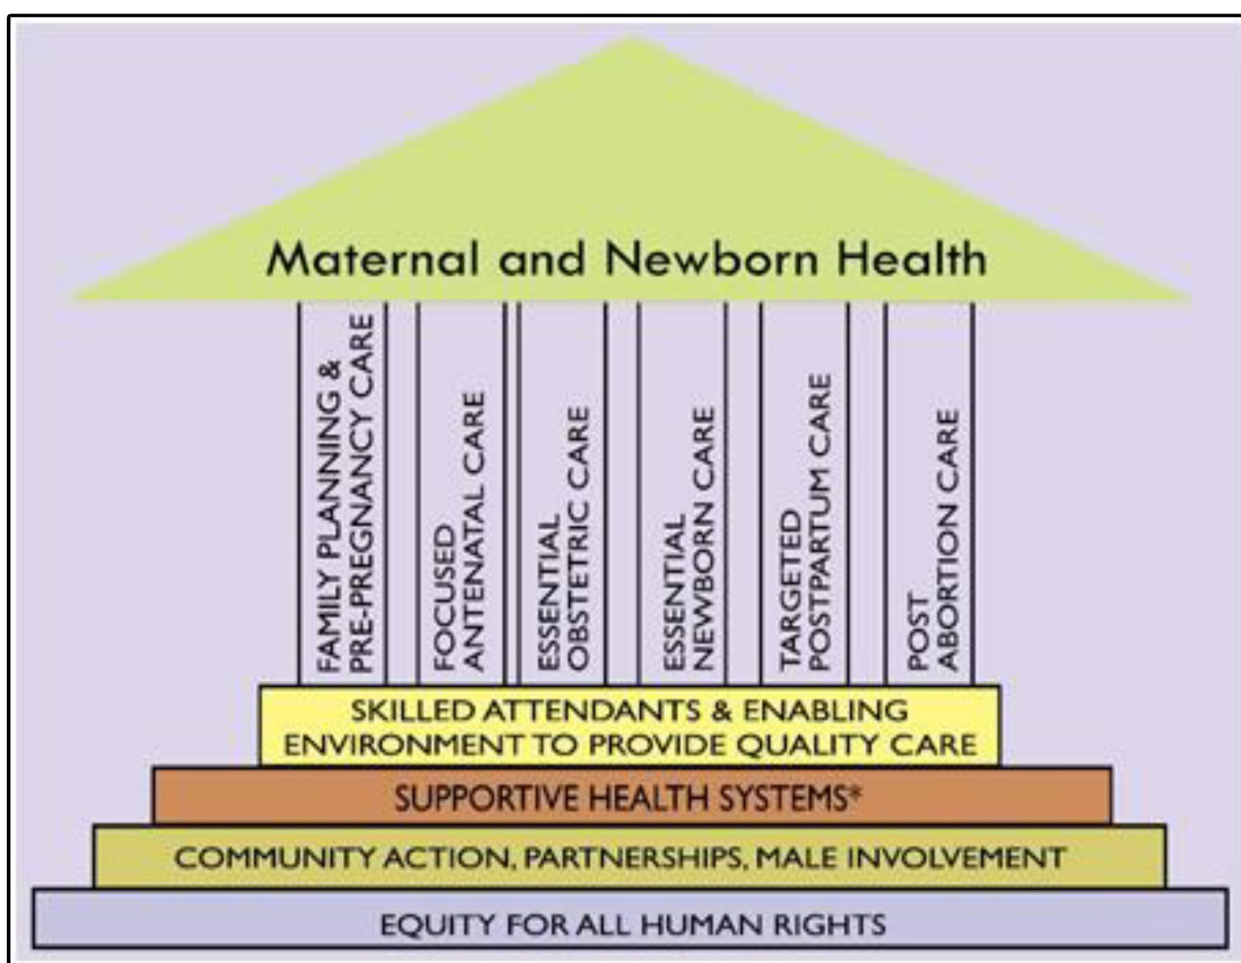 Maternal and Newborn Health
FAMILY PLANNING &
PRE-PREGNANCY CARE
FOCUSED
ANTENATAL CARE
ESSENTIAL
OBSTETRIC CARE
ESSENTIAL
NEWBORN CARE
TARGETED
POSTPARTUM CARE
POST
ABORTION CARE
SKILLED ATTENDANTS & ENABLING
ENVIRONMENT TO PROVIDE QUALITY CARE
SUPPORTIVE HEALTH SYSTEMS*
COMMUNITY ACTION, PARTNERSHIPS, MALE INVOLVEMENT
EQUITY FOR ALL HUMAN RIGHTS